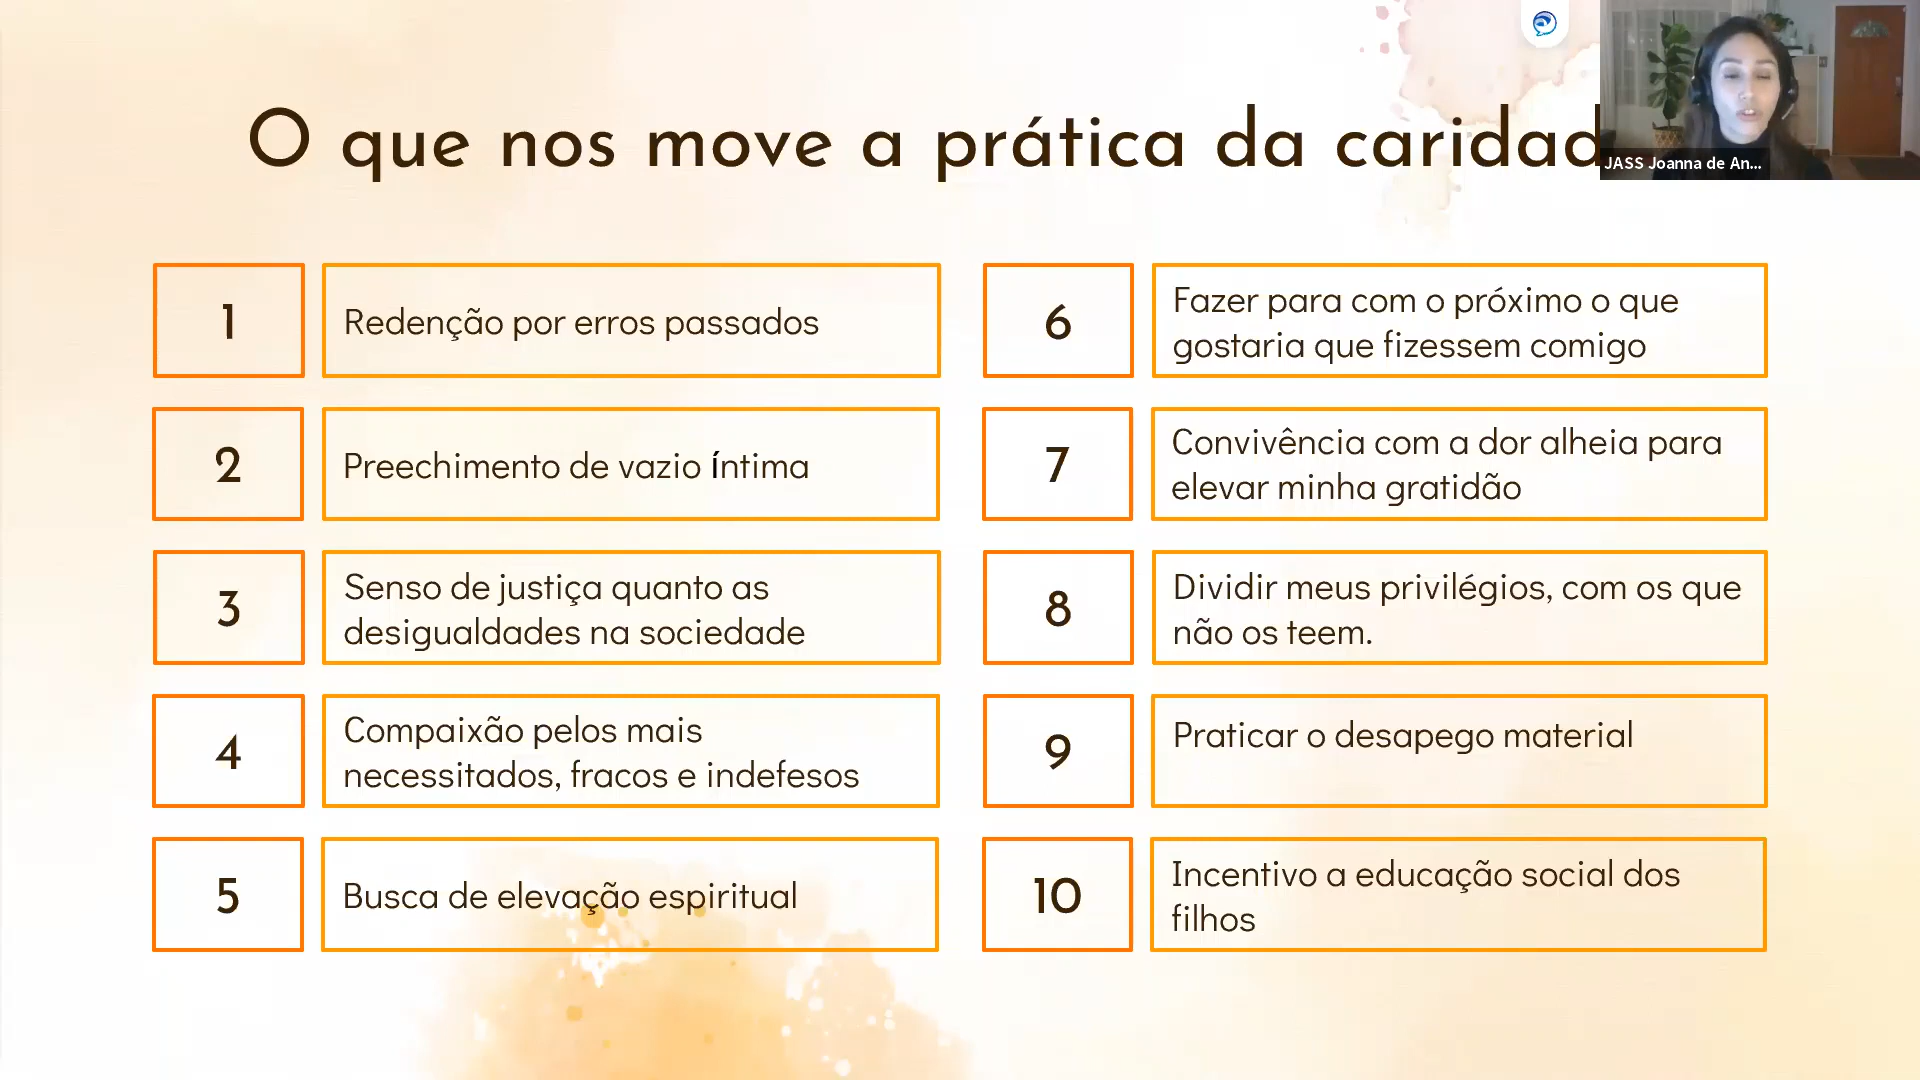 O que nos move a prática da caridad
JASS Joanna de An...
1
Redenção por erros passados
2
Preechimento de vazio íntima
3
Senso de justiça quanto as
desigualdades na sociedade
4
Compaixão pelos mais
necessitados, fracos e indefesos
5
Busca de elevação espiritual
6
Fazer para com o próximo o que
gostaria que fizessem comigo
7
Convivência com a dor alheia para
elevar minha gratidão
8
Dividir meus privilégios, com os que
não os teem.
9
Praticar o desapego material
10
Incentivo a educação social dos
filhos